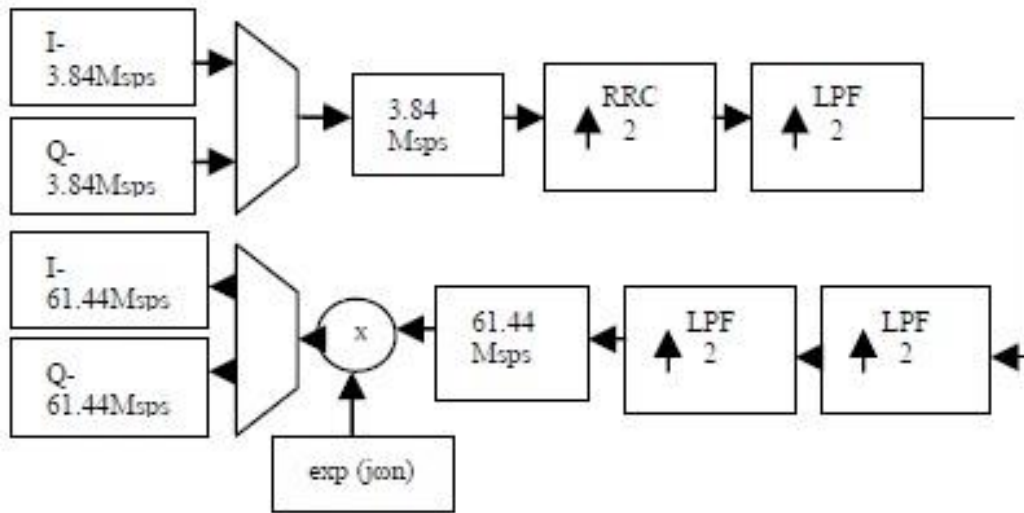 I-
3.84Msps
Q-
3.84Msps
3.84
Msps
RRC
2
LPF
2
I-
61.44Msps
Q-
61.44Msps
x
61.44
Msps
LPF
2
LPF
2
exp (jωn)